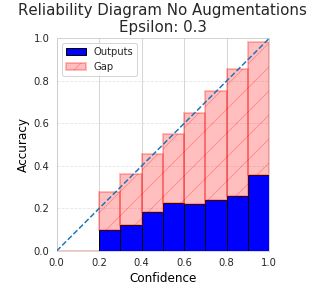 Reliability Diagram No Augmentations
Epsilon: 0.3
1.0
0.8
0.6
0.4
0.2
0.0
Accuracy
Outputs
Gap
0.0 0.2 0.4 0.6 0.8 1.0
Confidence